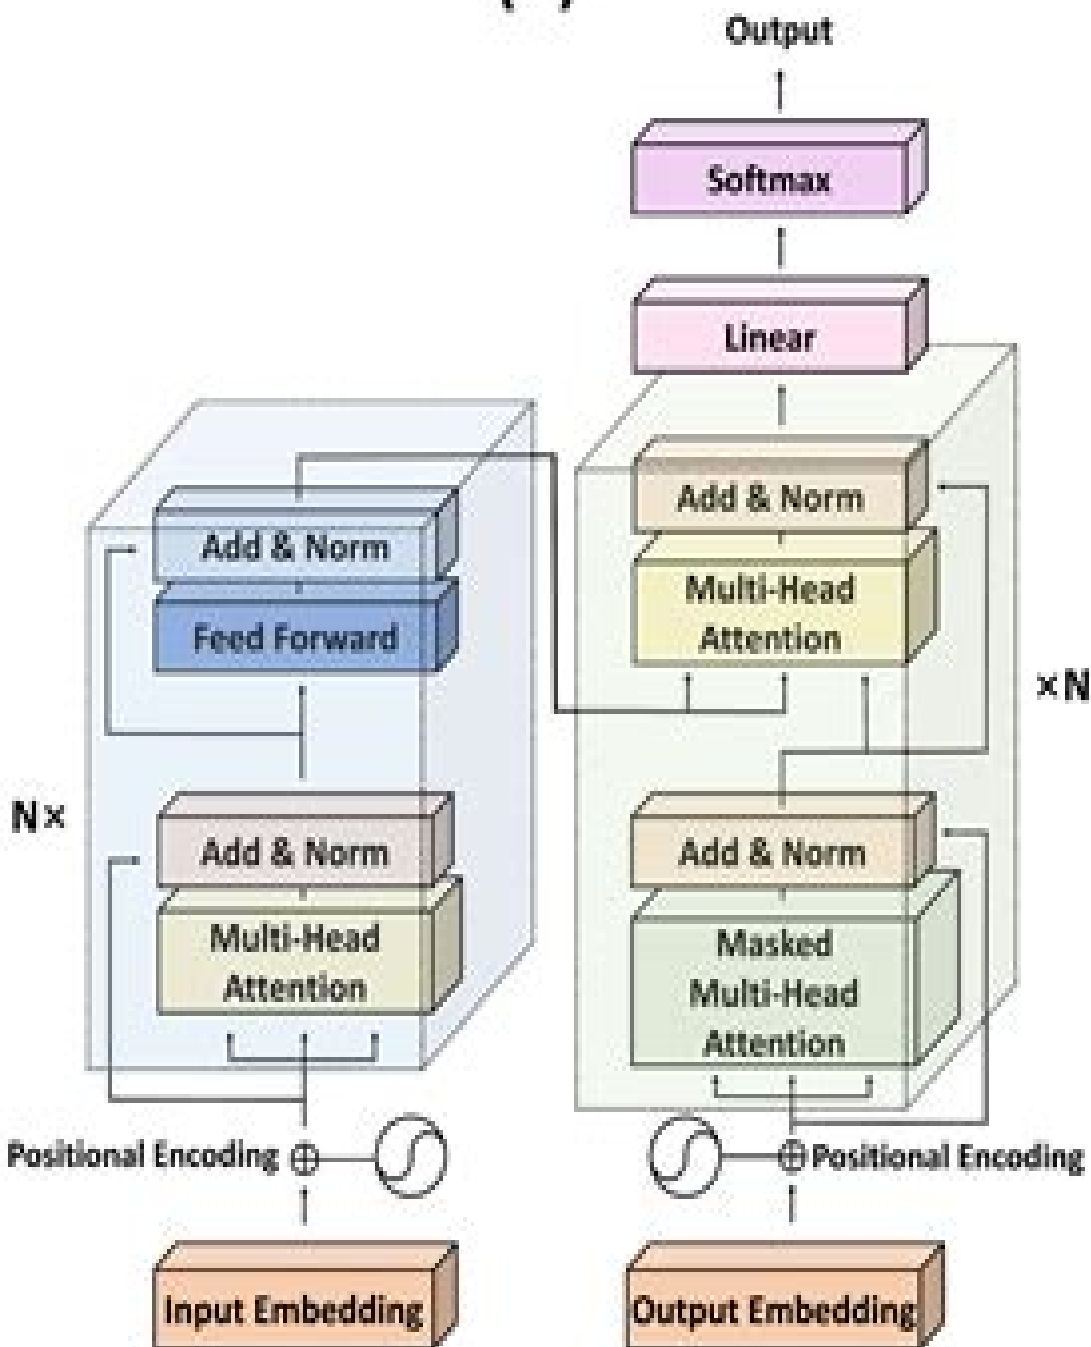 Output
Softmax
Linear
Add & Norm
Multi-Head
Attention
×N
Add & Norm
Masked
Multi-Head
Attention
Positional Encoding
Output Embedding
Add & Norm
Feed Forward
N×
Add & Norm
Multi-Head
Attention
Positional Encoding
Input Embedding